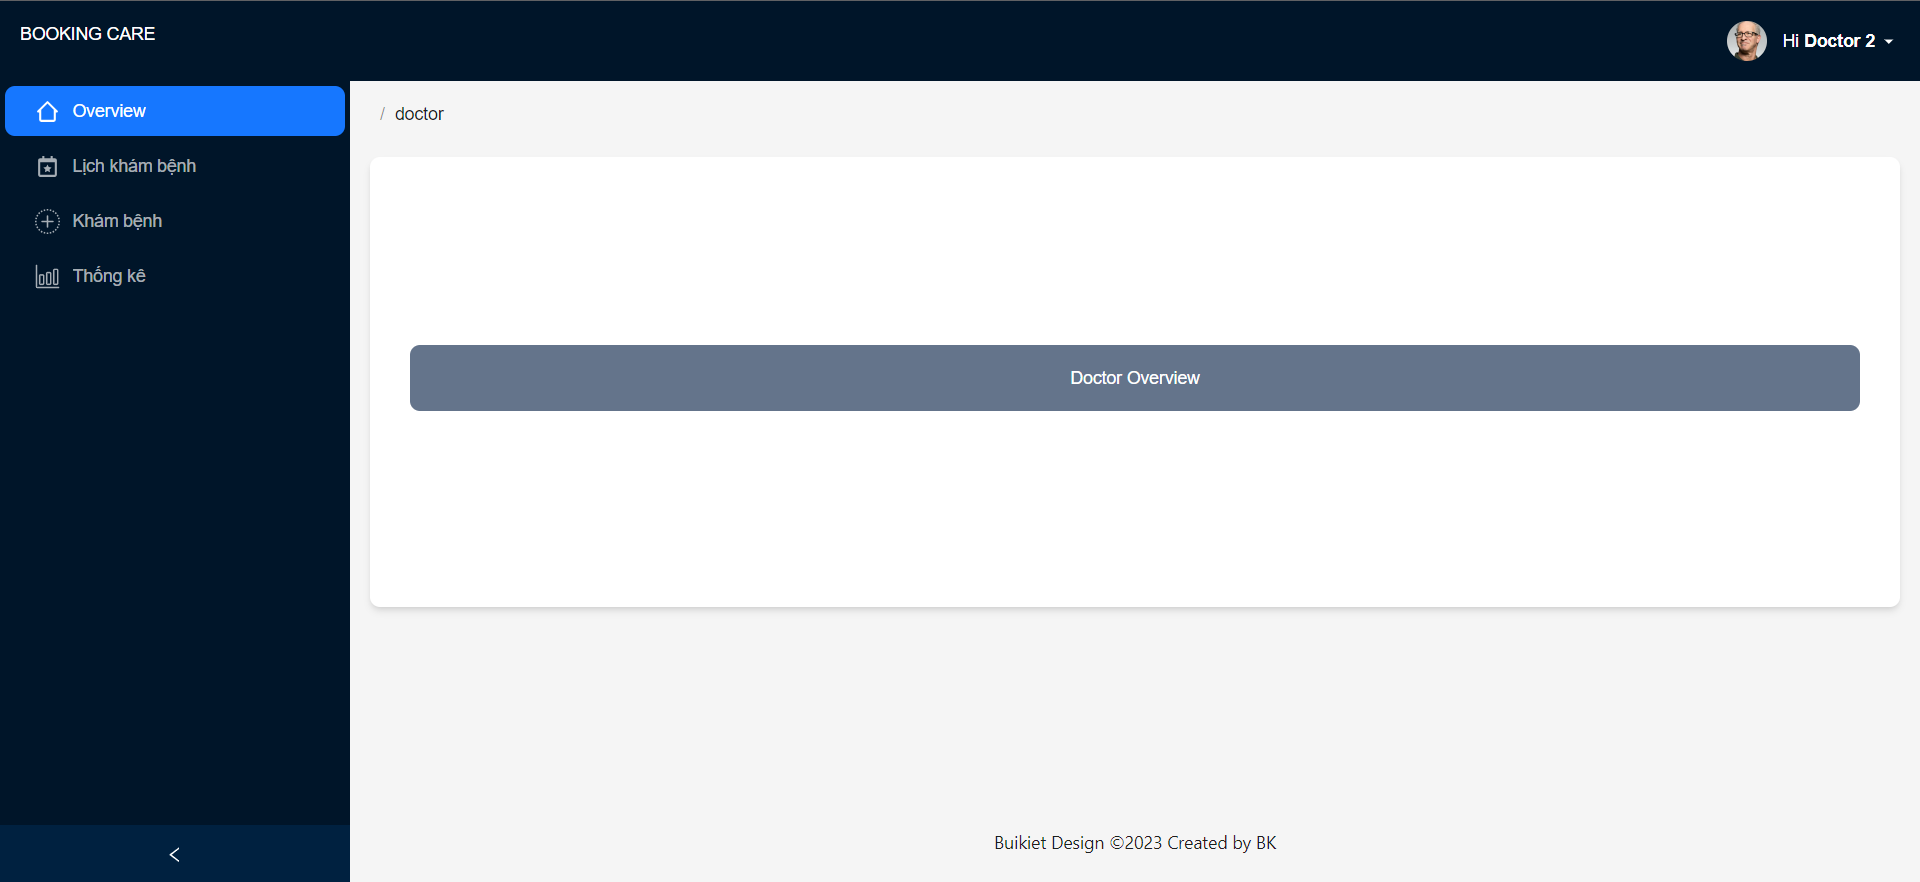 BOOKING CARE
Hi Doctor 2
Overview
Lịch khám bệnh
Khám bệnh
Thống kê
/ doctor
Doctor Overview
Buikiet Design ©2023 Created by BK